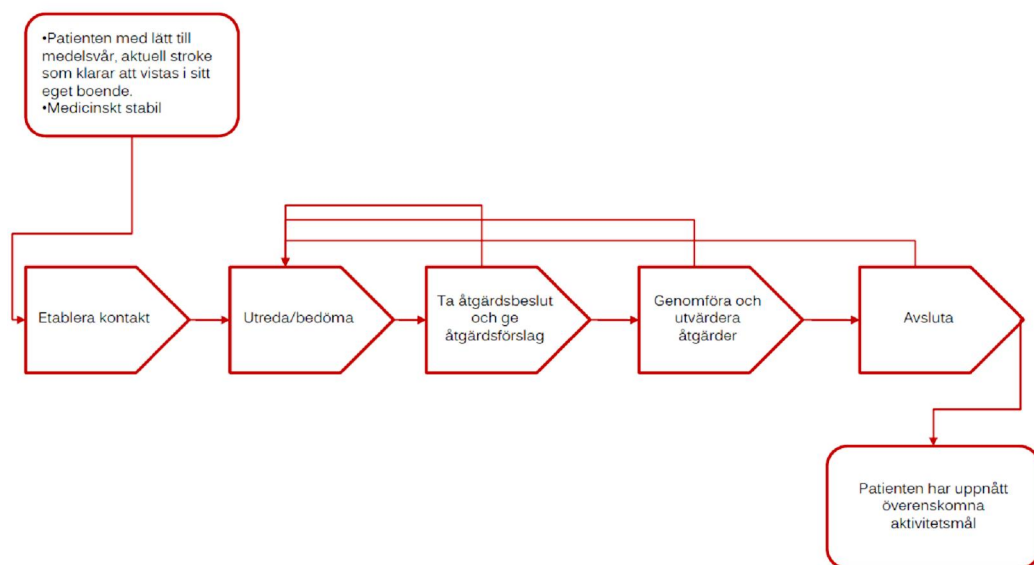 •Patienten med lätt till
medelsvår, aktuell stroke
som klarar att vistas i sitt
eget boende.
•Medicinskt stabil
Etablera kontakt
Utreda/bedöma
Ta åtgärdsbeslut
och ge
åtgärdsförslag
Genomföra och
utvärdera
åtgärder
Avsluta
Patienten har uppnått
överenskomna
aktivitetsmål